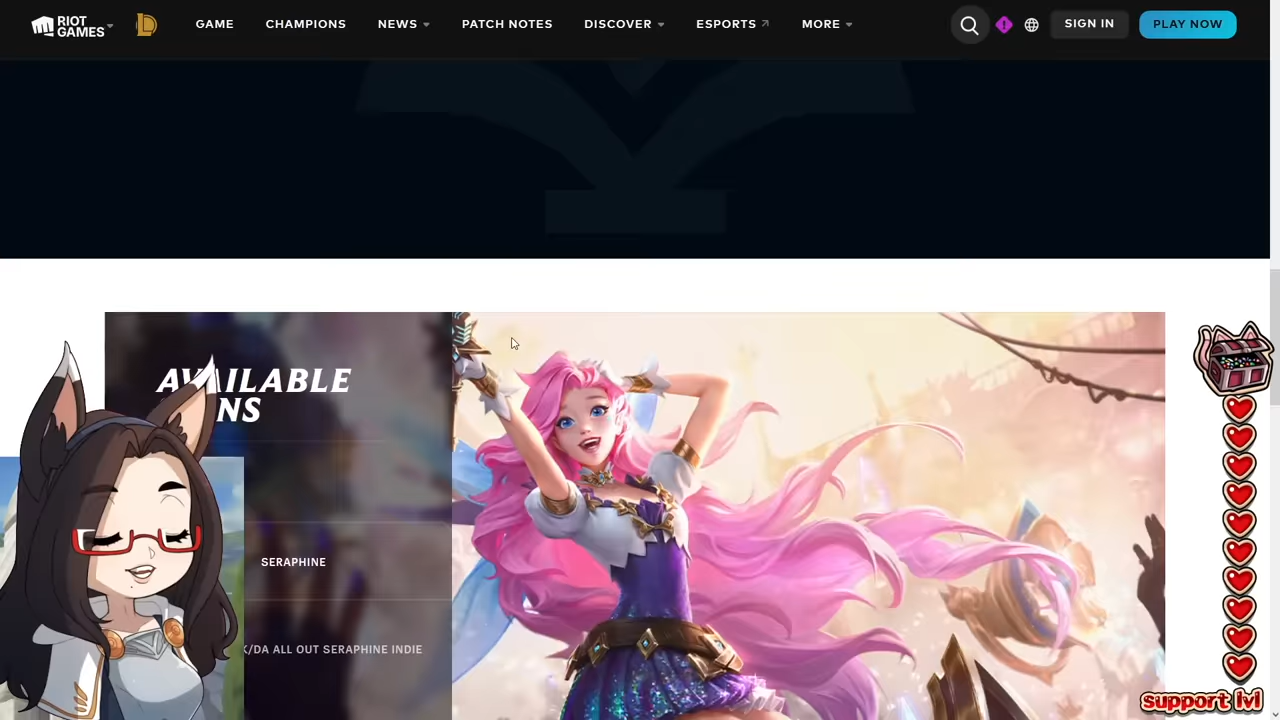 RIOT GAMES
GAME
CHAMPIONS
NEWS
PATCH NOTES
DISCOVER
ESPORTS
MORE
SIGN IN
PLAY NOW
AVAILABLE
NS
SERAPHINE
K/DA ALL OUT SERAPHINE INDIE
support lvl